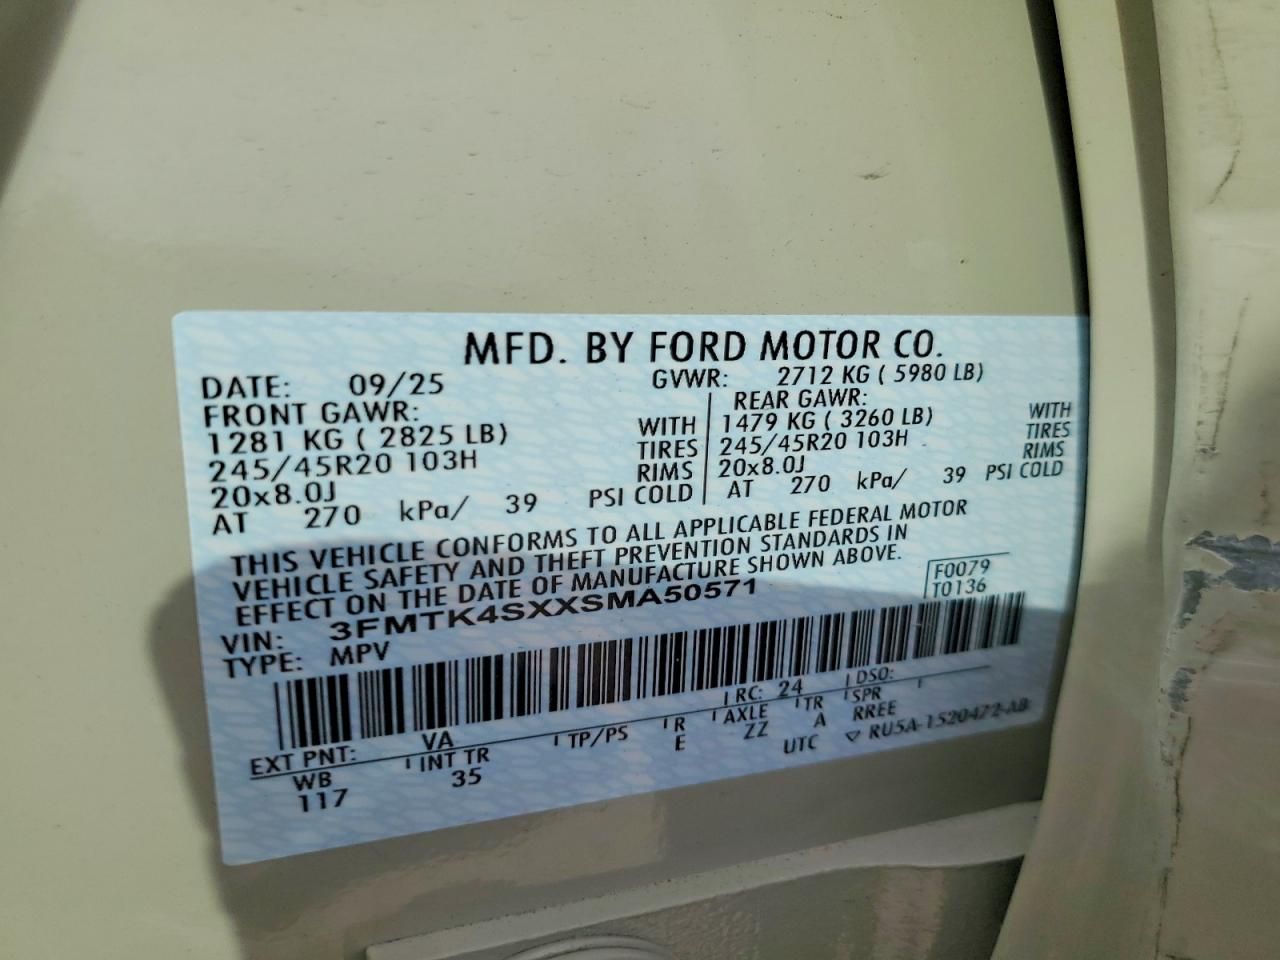 MFD. BY FORD MOTOR CO.
DATE: 09/25 GVWR: 2712 KG ( 5980 LB)
FRONT GAWR: REAR GAWR:
1281 KG ( 2825 LB) WITH 1479 KG ( 3260 LB) WITH
245/45R20 103H TIRES 245/45R20 103H TIRES
20x8.0J RIMS 20x8.0J RIMS
AT 270 kPa/ 39 PSI COLD AT 270 kPa/ 39 PSI COLD
THIS VEHICLE CONFORMS TO ALL APPLICABLE FEDERAL MOTOR
VEHICLE SAFETY AND THEFT PREVENTION STANDARDS IN
EFFECT ON THE DATE OF MANUFACTURE SHOWN ABOVE.
F0079
T0136
VIN: 3FMTK4SXXSMA50571
TYPE: MPV
EXT PNT: VA RC: 24 DSO:
WB INT TR TP/PS R AXLE TR SPR
117 35 E ZZ A RREE
UTC ▽ RU5A-1520472-AB